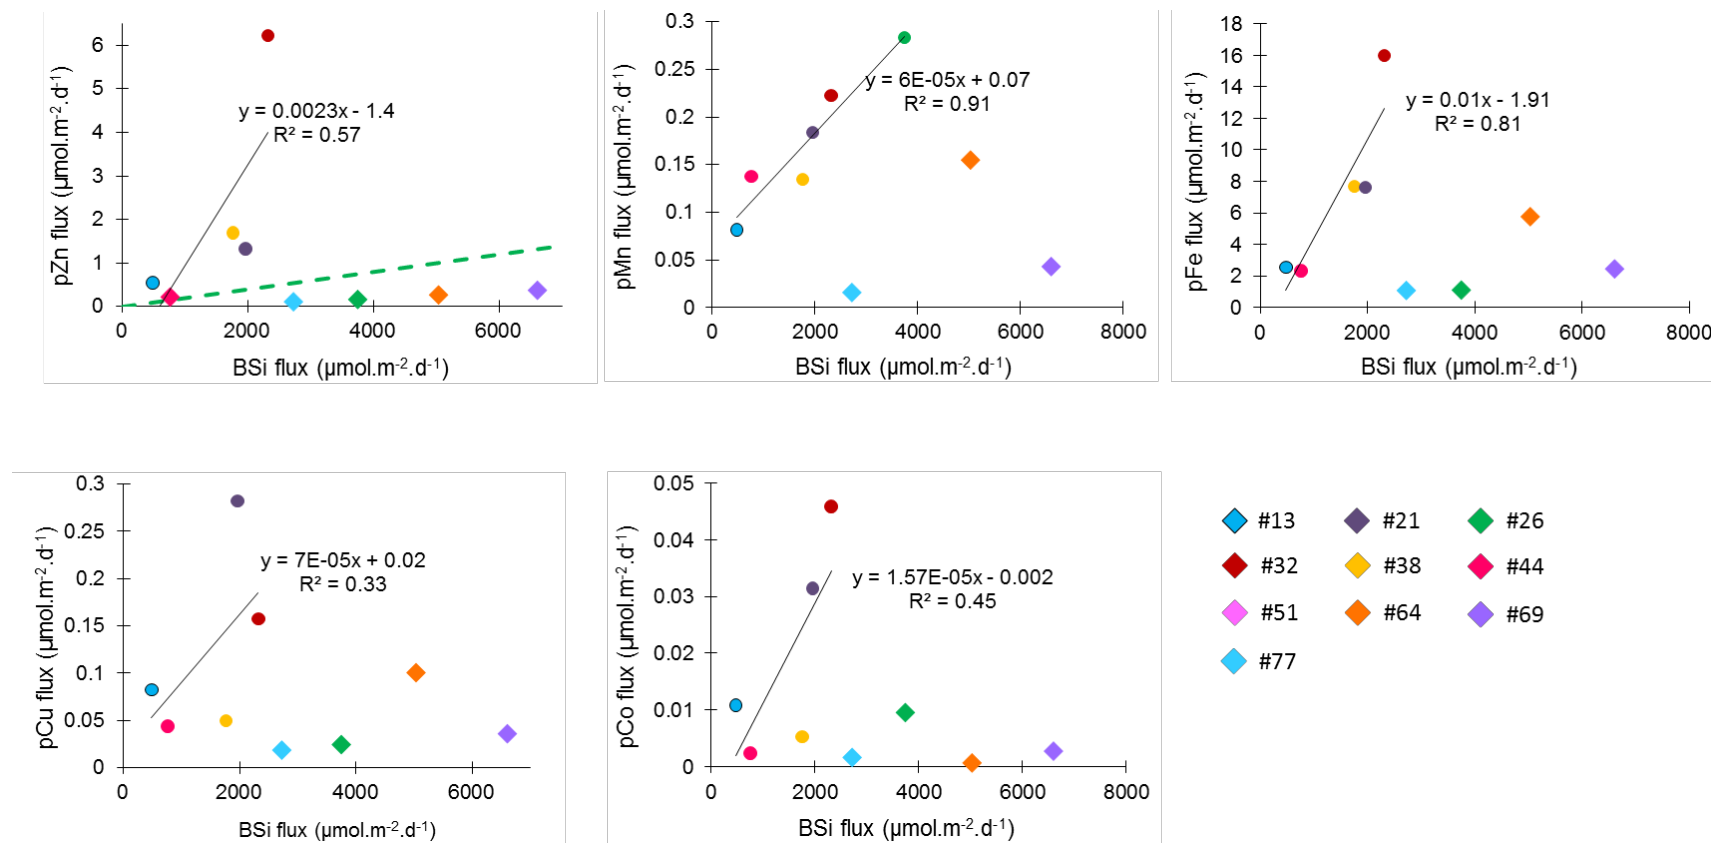 pZn flux (µmol.m⁻².d⁻¹)
6
5
4
3
2
1
0
y = 0.0023x - 1.4
R² = 0.57
0 2000 4000 6000
BSi flux (µmol.m⁻².d⁻¹)
pMn flux (µmol.m⁻².d⁻¹)
0.3
0.25
0.2
0.15
0.1
0.05
0
y = 6E-05x + 0.07
R² = 0.91
0 2000 4000 6000 8000
BSi flux (µmol.m⁻².d⁻¹)
pFe flux (µmol.m⁻².d⁻¹)
18
16
14
12
10
8
6
4
2
0
y = 0.01x - 1.91
R² = 0.81
0 2000 4000 6000 8000
BSi flux (µmol.m⁻².d⁻¹)
pCu flux (µmol.m⁻².d⁻¹)
0.3
0.25
0.2
0.15
0.1
0.05
0
y = 7E-05x + 0.02
R² = 0.33
0 2000 4000 6000
BSi flux (µmol.m⁻².d⁻¹)
pCo flux (µmol.m⁻².d⁻¹)
0.05
0.04
0.03
0.02
0.01
0
y = 1.57E-05x - 0.002
R² = 0.45
0 2000 4000 6000 8000
BSi flux (µmol.m⁻².d⁻¹)
#13 #21 #26
#32 #38 #44
#51 #64 #69
#77